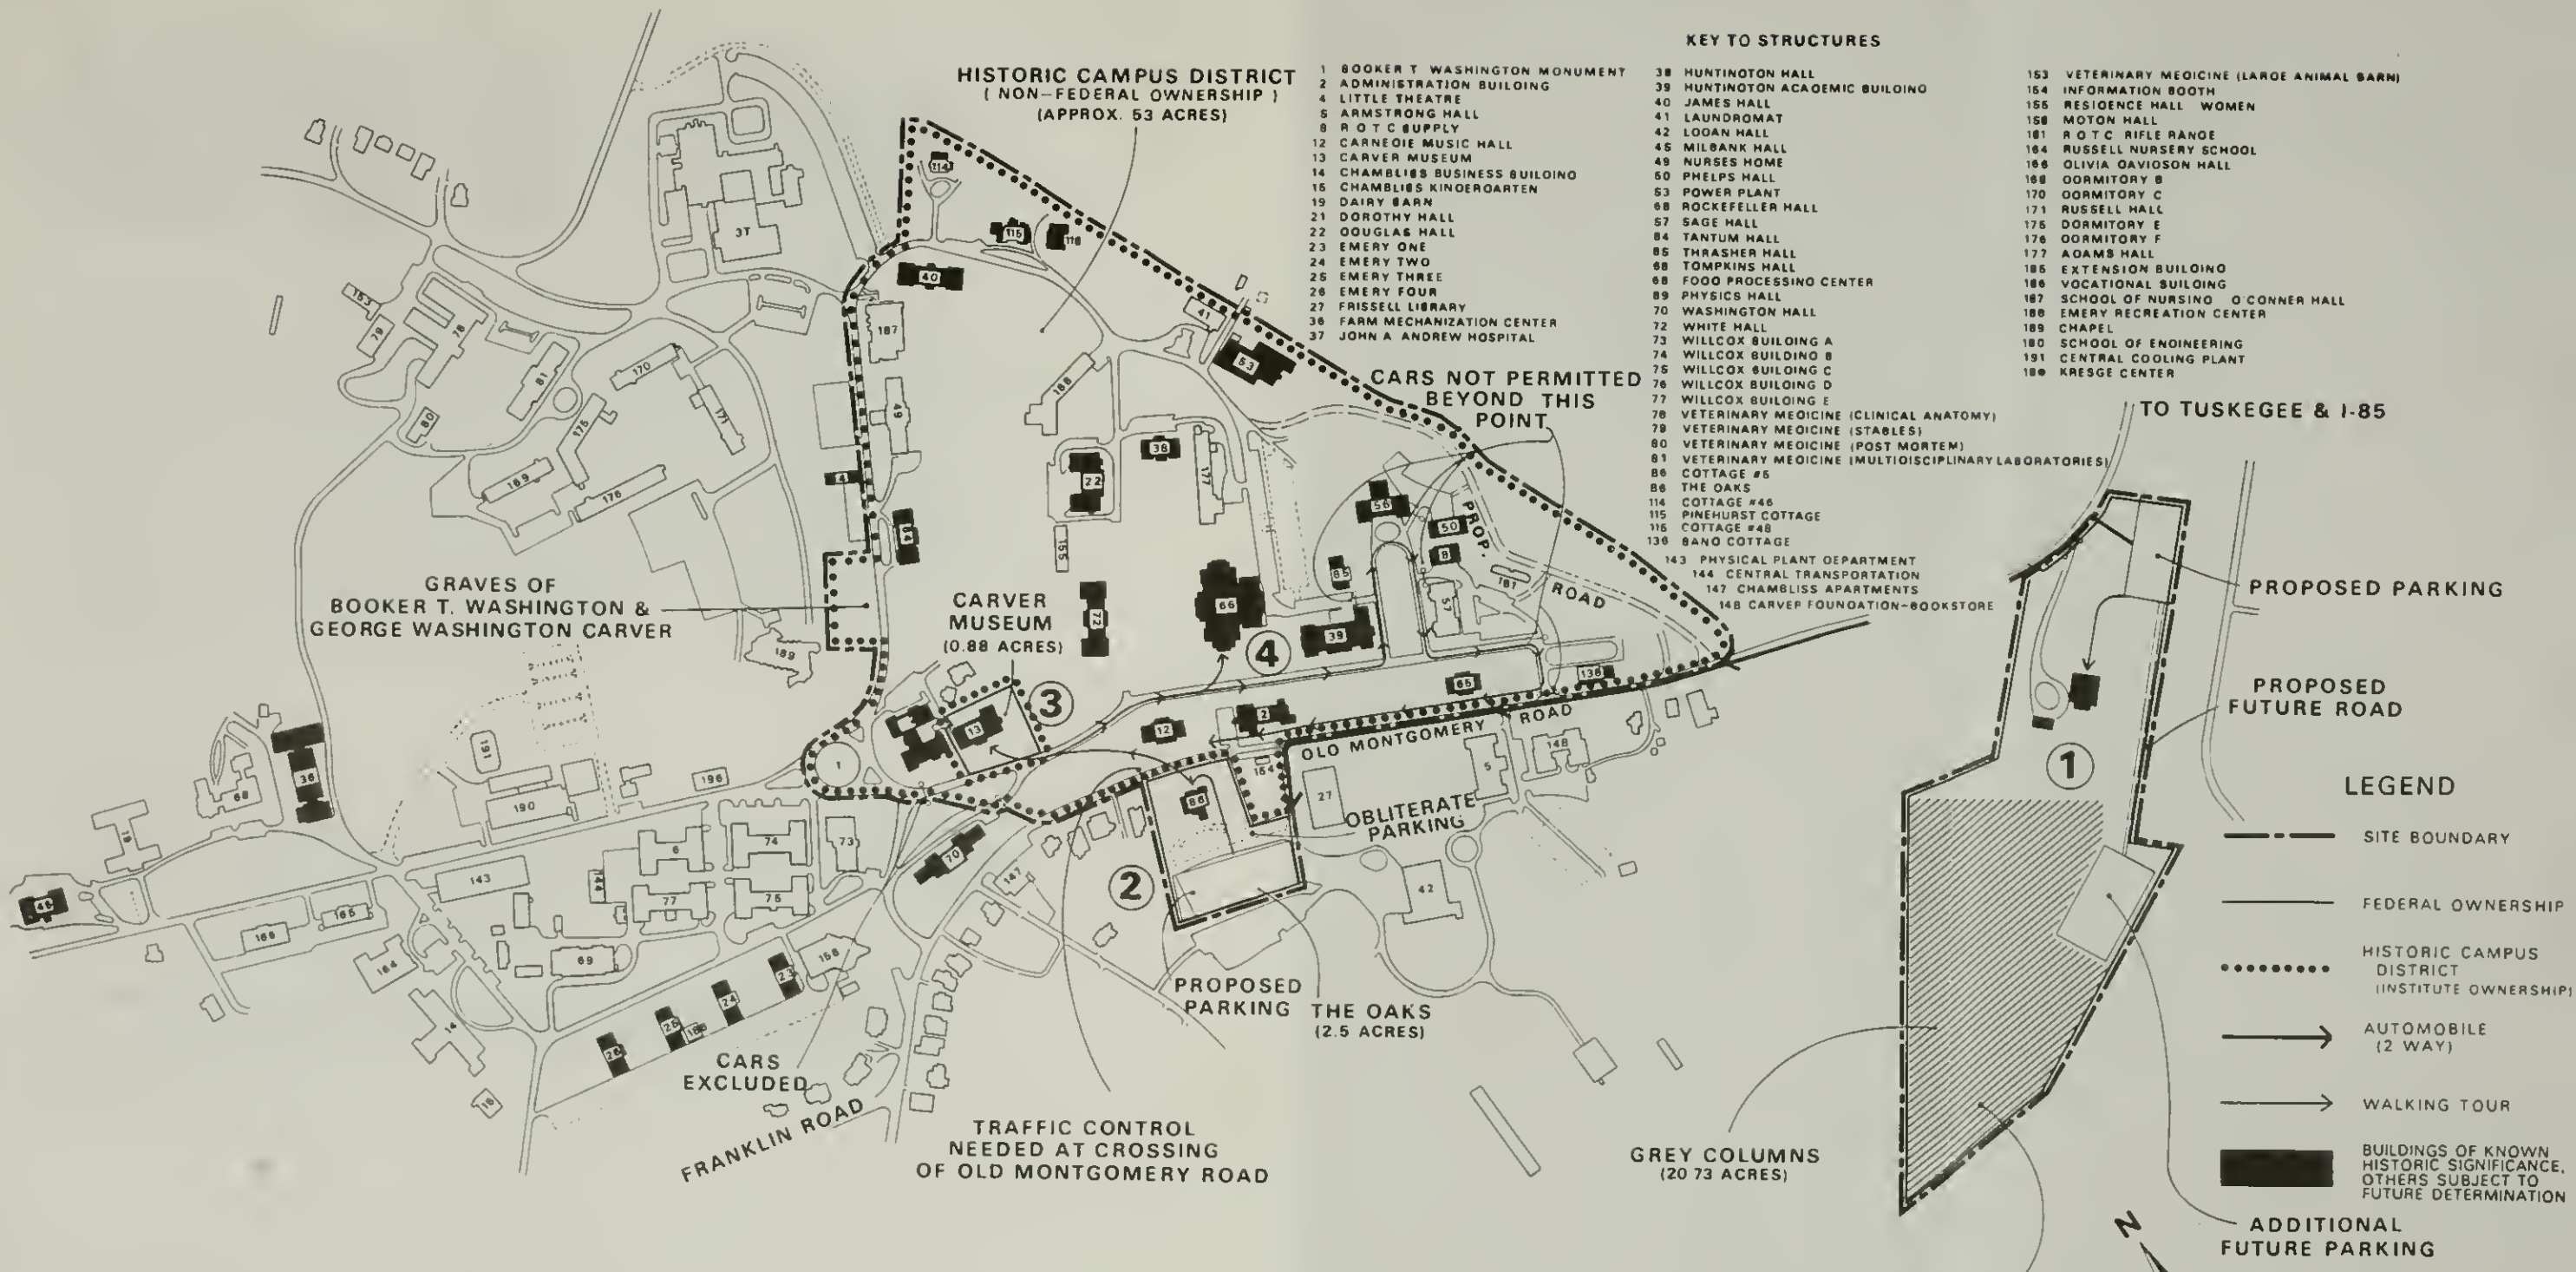 HISTORIC CAMPUS DISTRICT
( NON-FEDERAL OWNERSHIP )
(APPROX. 53 ACRES)
KEY TO STRUCTURES
1 BOOKER T WASHINGTON MONUMENT
2 ADMINISTRATION BUILDING
4 LITTLE THEATRE
5 ARMSTRONG HALL
8 R O T C SUPPLY
12 CARNEGIE MUSIC HALL
13 CARVER MUSEUM
14 CHAMBLISS BUSINESS BUILDING
15 CHAMBLISS KINDERGARTEN
19 DAIRY BARN
21 DOROTHY HALL
22 DOUGLAS HALL
23 EMERY ONE
24 EMERY TWO
25 EMERY THREE
26 EMERY FOUR
27 FRISSELL LIBRARY
36 FARM MECHANIZATION CENTER
37 JOHN A ANDREW HOSPITAL
38 HUNTINGTON HALL
39 HUNTINGTON ACADEMIC BUILDING
40 JAMES HALL
41 LAUNDROMAT
42 LOGAN HALL
45 MILBANK HALL
49 NURSES HOME
50 PHELPS HALL
53 POWER PLANT
ROCKEFELLER HALL
57 SAGE HALL
TANTUM HALL
THRASHER HALL
TOMPKINS HALL
68 FOOD PROCESSING CENTER
PHYSICS HALL
70 WASHINGTON HALL
72 WHITE HALL
73 WILLCOX BUILDING A
74 WILLCOX BUILDING B
75 WILLCOX BUILDING C
76 WILLCOX BUILDING D
77 WILLCOX BUILDING E
78 VETERINARY MEDICINE (CLINICAL ANATOMY)
79 VETERINARY MEDICINE (STABLES)
80 VETERINARY MEDICINE (POST MORTEM)
81 VETERINARY MEDICINE (MULTIDISCIPLINARY LABORATORIES)
COTTAGE #5
86 THE OAKS
114 COTTAGE #46
115 PINEHURST COTTAGE
116 COTTAGE #48
BAND COTTAGE
143 PHYSICAL PLANT DEPARTMENT
144 CENTRAL TRANSPORTATION
147 CHAMBLISS APARTMENTS
148 CARVER FOUNDATION-BOOKSTORE
153 VETERINARY MEDICINE (LARGE ANIMAL BARN)
154 INFORMATION BOOTH
155 RESIDENCE HALL WOMEN
MOTON HALL
R O T C RIFLE RANGE
164 RUSSELL NURSERY SCHOOL
OLIVIA DAVIDSON HALL
DORMITORY B
170 DORMITORY C
171 RUSSELL HALL
175 DORMITORY E
176 DORMITORY F
177 ADAMS HALL
EXTENSION BUILDING
VOCATIONAL BUILDING
187 SCHOOL OF NURSING O'CONNER HALL
188 EMERY RECREATION CENTER
189 CHAPEL
SCHOOL OF ENGINEERING
191 CENTRAL COOLING PLANT
KRESGE CENTER
CARS NOT PERMITTED
BEYOND THIS
POINT
TO TUSKEGEE & I-85
PROP.
ROAD
GRAVES OF
BOOKER T. WASHINGTON &
GEORGE WASHINGTON CARVER
CARVER
MUSEUM
(0.88 ACRES)
3
4
OLD MONTGOMERY ROAD
OBLITERATE
PARKING
2
PROPOSED
PARKING
THE OAKS
(2.5 ACRES)
CARS
EXCLUDED
FRANKLIN ROAD
TRAFFIC CONTROL
NEEDED AT CROSSING
OF OLD MONTGOMERY ROAD
PROPOSED PARKING
PROPOSED
FUTURE ROAD
1
GREY COLUMNS
(20 73 ACRES)
LEGEND
SITE BOUNDARY
FEDERAL OWNERSHIP
HISTORIC CAMPUS
DISTRICT
(INSTITUTE OWNERSHIP)
AUTOMOBILE
(2 WAY)
WALKING TOUR
BUILDINGS OF KNOWN
HISTORIC SIGNIFICANCE,
OTHERS SUBJECT TO
FUTURE DETERMINATION
ADDITIONAL
FUTURE PARKING
N